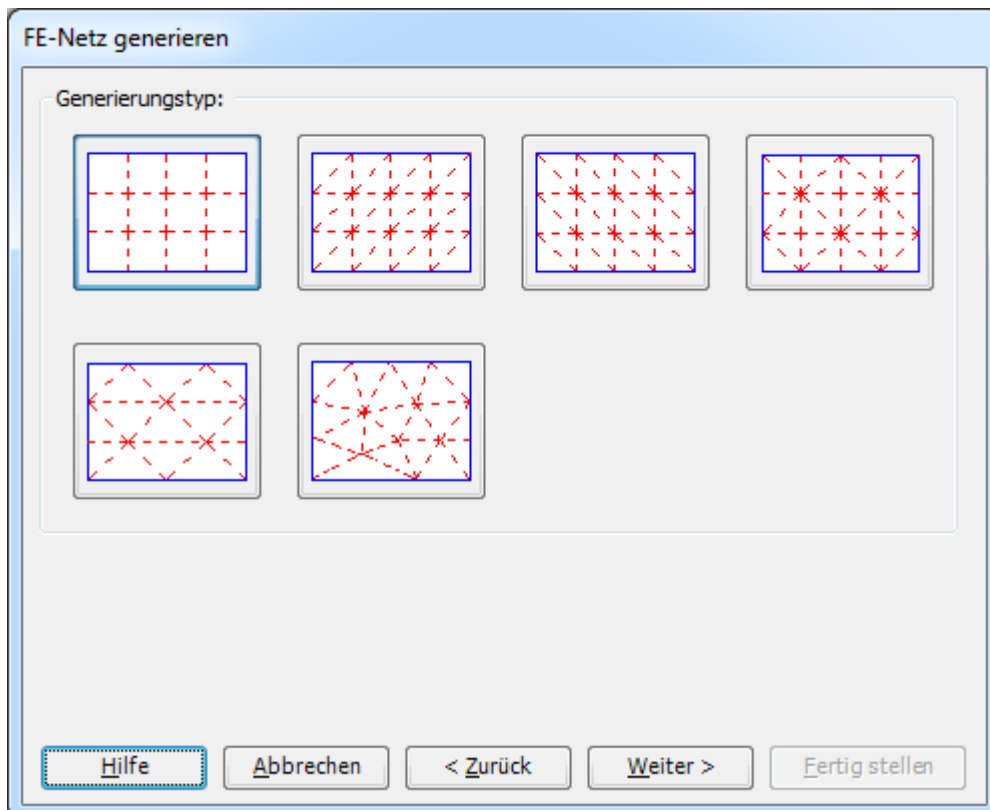 FE-Netz generieren
Generierungstyp:
Hilfe
Abbrechen
< Zurück
Weiter >
Fertig stellen